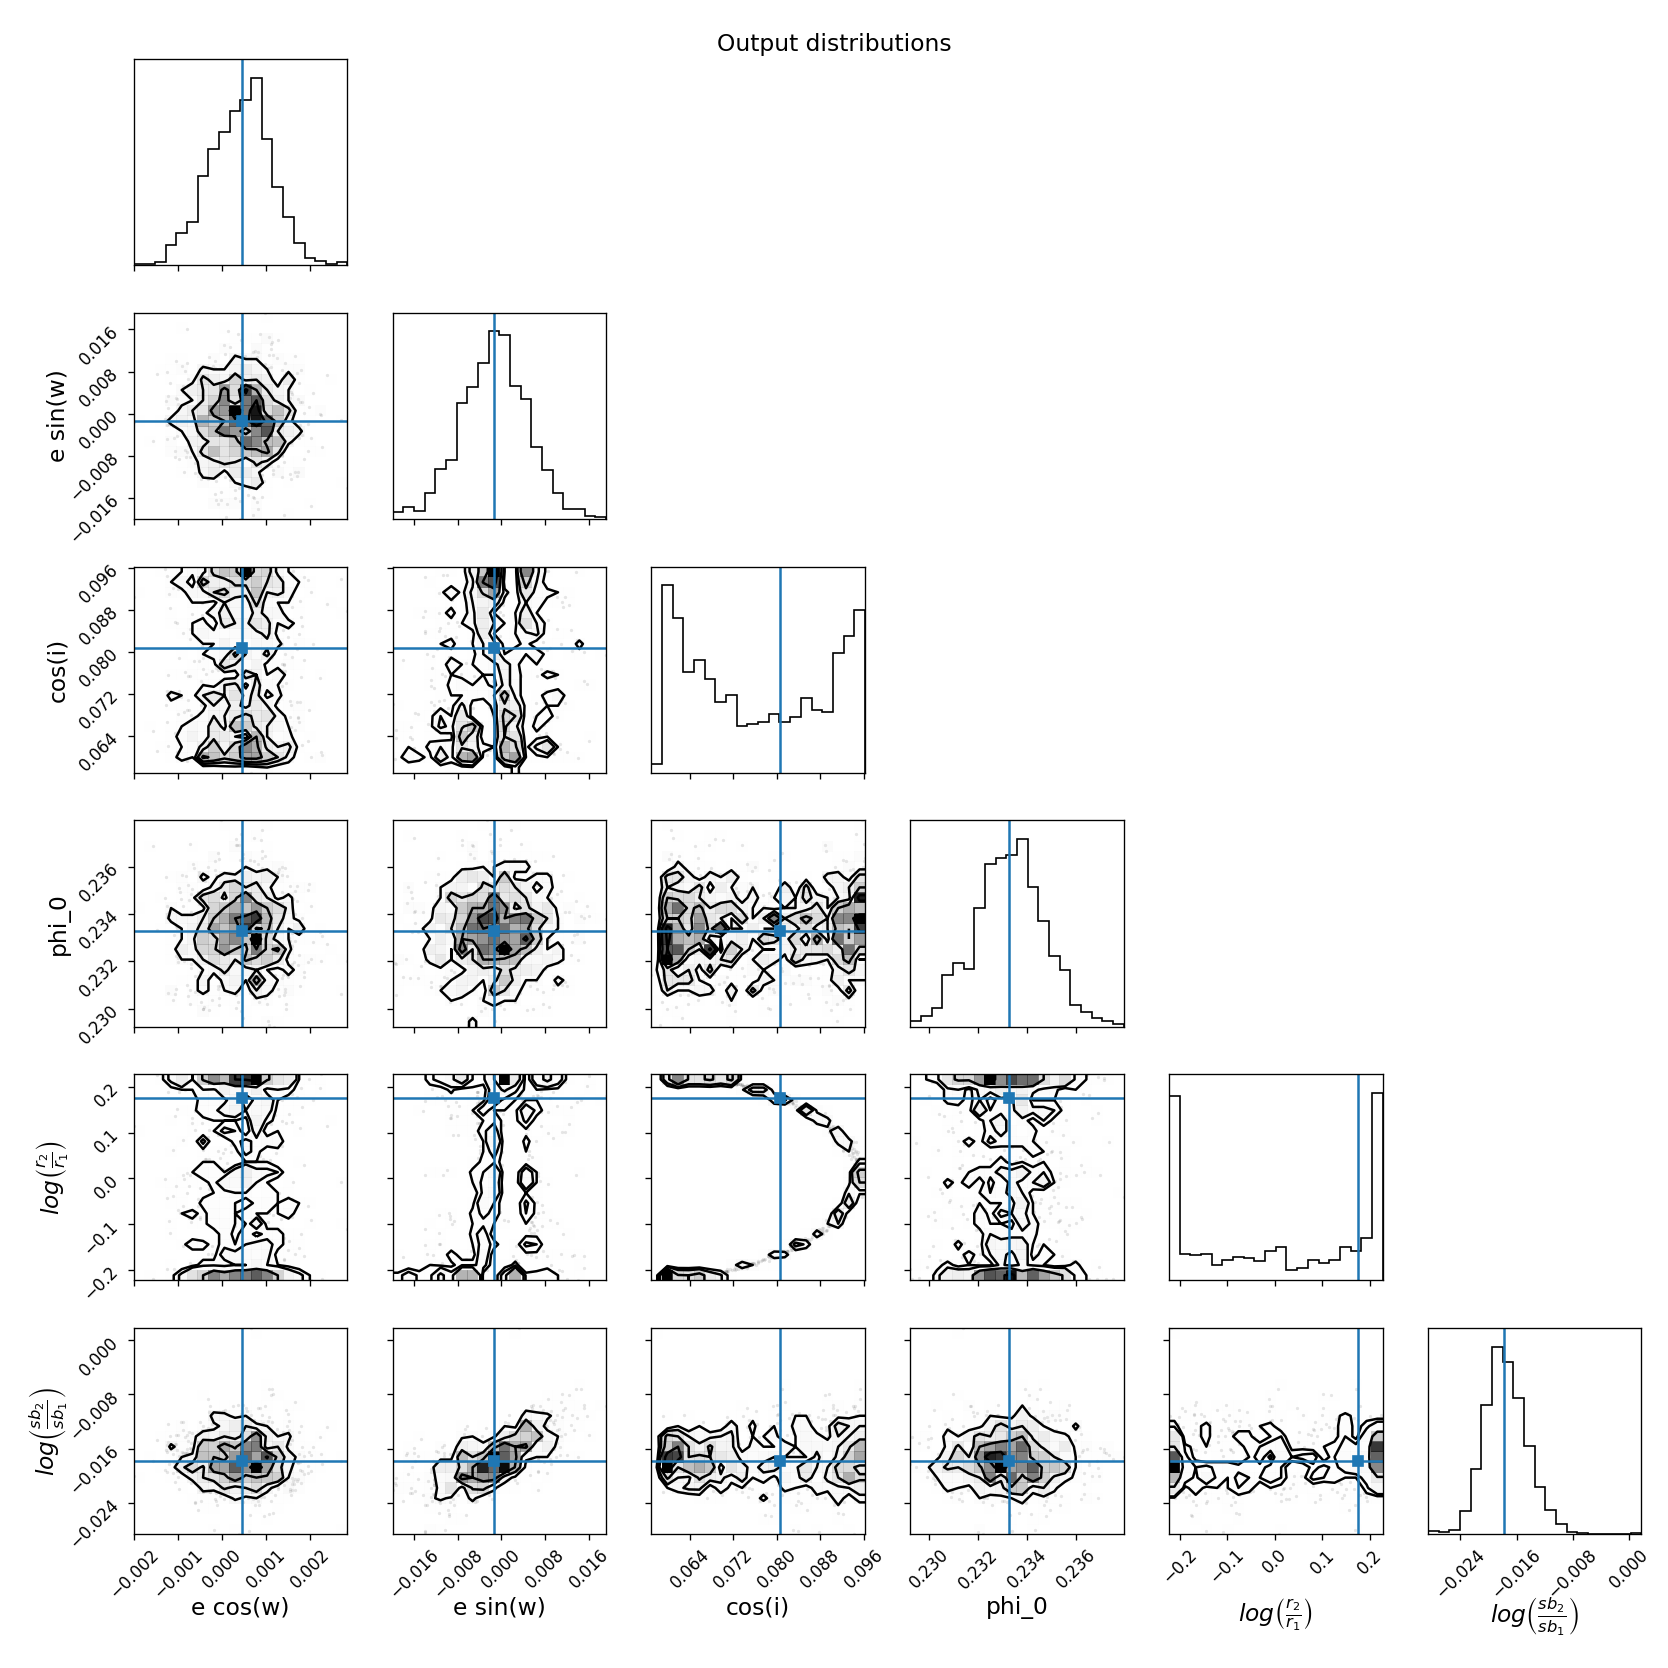 Output distributions
0.016
0.008
0.000
−0.008
−0.016
e sin(w)
0.096
0.088
0.080
0.072
0.064
cos(i)
0.236
0.234
0.232
0.230
phi_0
0.2
0.1
0.0
−0.1
−0.2
log(r2/r1)
0.000
−0.008
−0.016
−0.024
log(sb2/sb1)
−0.002 −0.001 0.000 0.001 0.002 −0.016 −0.008 0.000 0.008 0.016 0.064 0.072 0.080 0.088 0.096 0.230 0.232 0.234 0.236 −0.2 −0.1 0.0 0.1 0.2 −0.024 −0.016 −0.008 0.000
e cos(w) e sin(w) cos(i) phi_0 log(r2/r1) log(sb2/sb1)